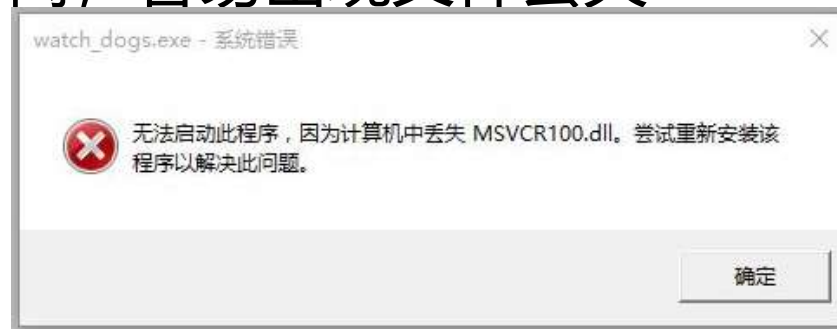 watch_dogs.exe - 系统错误
无法启动此程序，因为计算机中丢失 MSVCR100.dll。尝试重新安装该
程序以解决此问题。
确定